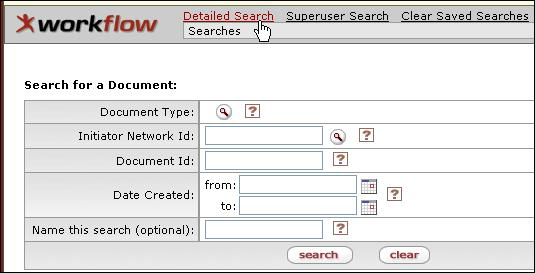 workflow
Detailed Search Superuser Search Clear Saved Searches
Searches
Search for a Document:
Document Type: ?
Initiator Network Id: ?
Document Id: ?
Date Created: from: ?
to:
Name this search (optional): ?
search clear